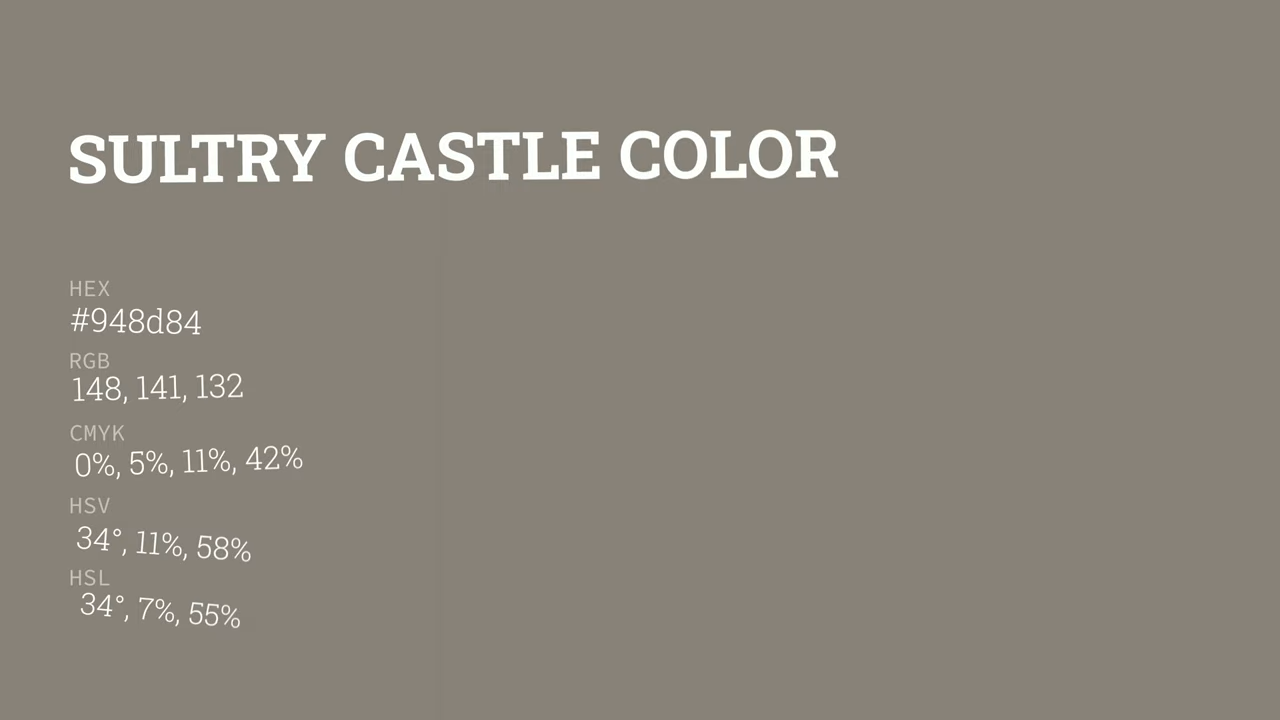 SULTRY CASTLE COLOR
HEX
#948d84
RGB
148, 141, 132
CMYK
0%, 5%, 11%, 42%
HSV
34°, 11%, 58%
HSL
34°, 7%, 55%